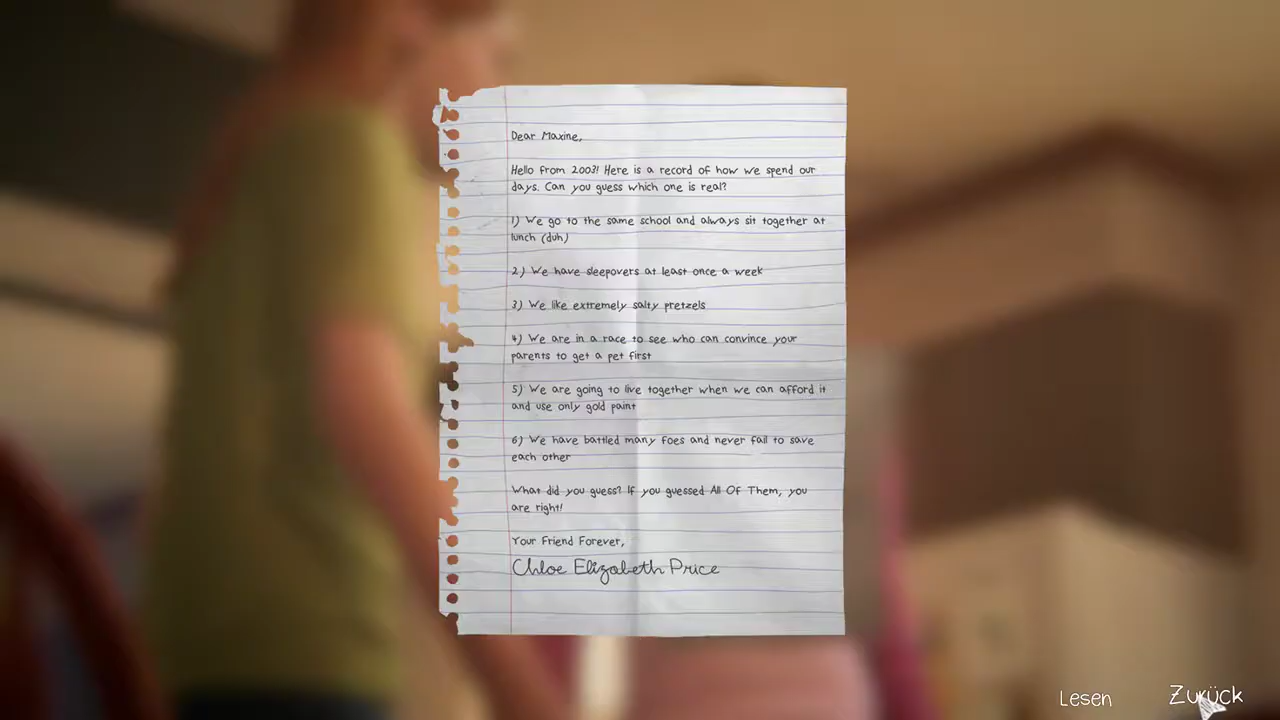 Dear Maxine,
Hello from 2003! Here is a record of how we spend our
days. Can you guess which one is real?
1) We go to the same school and always sit together at
lunch (duh)
2) We have sleepovers at least once a week
3) We like extremely salty pretzels
4) We are in a race to see who can convince your
parents to get a pet first
5) We are going to live together when we can afford it
and use only gold paint
6) We have battled many foes and never fail to save
each other
What did you guess? If you guessed All Of Them, you
are right!
Your Friend Forever,
Chloe Elizabeth Price
Lesen
Zurück